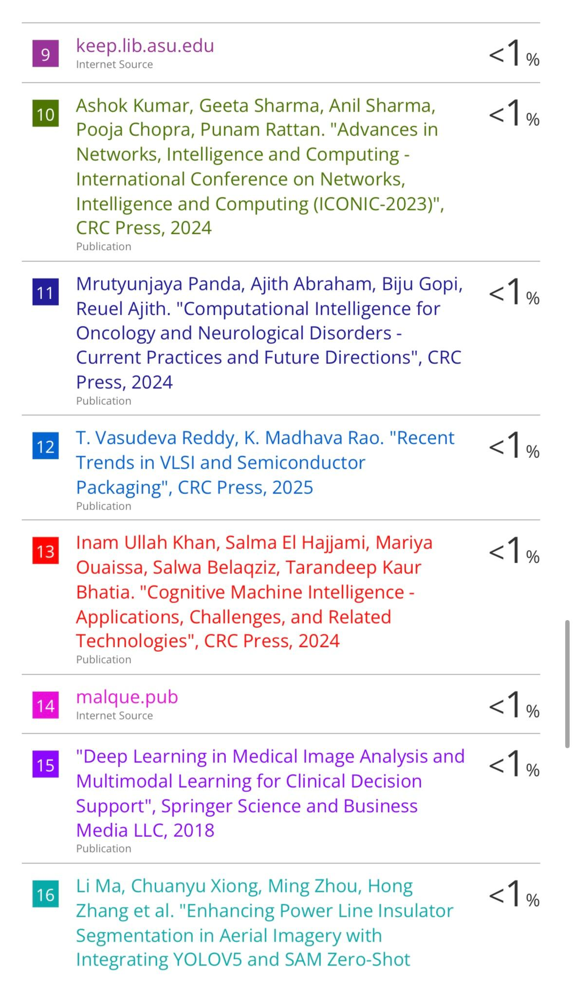 9
keep.lib.asu.edu
Internet Source
<1%
10
Ashok Kumar, Geeta Sharma, Anil Sharma,
Pooja Chopra, Punam Rattan. "Advances in
Networks, Intelligence and Computing -
International Conference on Networks,
Intelligence and Computing (ICONIC-2023)",
CRC Press, 2024
Publication
<1%
11
Mrutyunjaya Panda, Ajith Abraham, Biju Gopi,
Reuel Ajith. "Computational Intelligence for
Oncology and Neurological Disorders -
Current Practices and Future Directions", CRC
Press, 2024
Publication
<1%
12
T. Vasudeva Reddy, K. Madhava Rao. "Recent
Trends in VLSI and Semiconductor
Packaging", CRC Press, 2025
Publication
<1%
13
Inam Ullah Khan, Salma El Hajjami, Mariya
Ouaissa, Salwa Belaqziz, Tarandeep Kaur
Bhatia. "Cognitive Machine Intelligence -
Applications, Challenges, and Related
Technologies", CRC Press, 2024
Publication
<1%
14
malque.pub
Internet Source
<1%
15
"Deep Learning in Medical Image Analysis and
Multimodal Learning for Clinical Decision
Support", Springer Science and Business
Media LLC, 2018
Publication
<1%
16
Li Ma, Chuanyu Xiong, Ming Zhou, Hong
Zhang et al. "Enhancing Power Line Insulator
Segmentation in Aerial Imagery with
Integrating YOLOV5 and SAM Zero-Shot
<1%